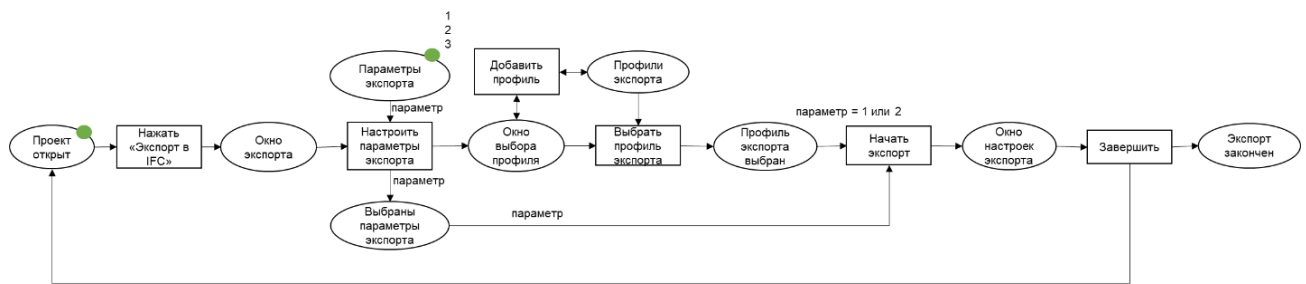 1
2
3
Параметры
экспорта
Добавить
профиль
Профили
экспорта
параметр
параметр = 1 или 2
Проект
открыт
Нажать
«Экспорт в
IFC»
Окно
экспорта
Настроить
параметры
экспорта
Окно
выбора
профиля
Выбрать
профиль
экспорта
Профиль
экспорта
выбран
Начать
экспорт
Окно
настроек
экспорта
Завершить
Экспорт
закончен
параметр
Выбраны
параметры
экспорта
параметр